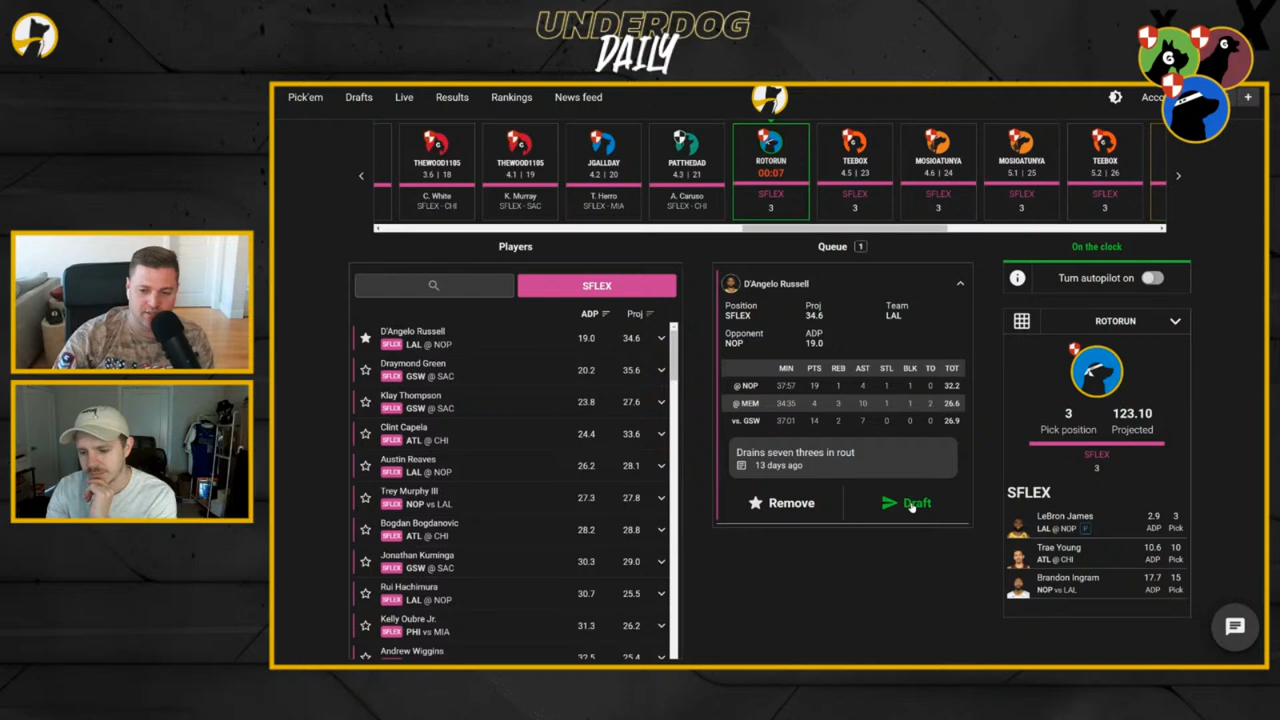 UNDERDOG
DAILY
Pick'em Drafts Live Results Rankings News feed
+
THEWOOD1105 THEWOOD1105 JGALLDAY PATTHEDAD ROTORUN TEEBOX MOSIOATUNYA MOSIOATUNYA TEEBOX
3.6 | 18 4.1 | 19 4.2 | 20 4.3 | 21 00:07 4.5 | 23 4.6 | 24 5.1 | 25 5.2 | 26
C. White K. Murray T. Herro A. Caruso SFLEX SFLEX SFLEX SFLEX SFLEX
SFLEX - CHI SFLEX - SAC SFLEX - MIA SFLEX - CHI 3 3 3 3 3
Players Queue 1 On the clock
SFLEX
ADP Proj
D'Angelo Russell
SFLEX LAL @ NOP 19.0 34.6
Draymond Green
SFLEX GSW @ SAC 20.2 35.6
Klay Thompson
SFLEX GSW @ SAC 23.8 27.6
Clint Capela
SFLEX ATL @ CHI 24.4 33.6
Austin Reaves
SFLEX LAL @ NOP 26.2 28.1
Trey Murphy III
SFLEX NOP vs LAL 27.3 27.8
Bogdan Bogdanovic
SFLEX ATL @ CHI 28.2 28.8
Jonathan Kuminga
SFLEX GSW @ SAC 30.3 29.0
Rui Hachimura
SFLEX LAL @ NOP 30.7 25.5
Kelly Oubre Jr.
SFLEX PHI vs MIA 31.3 26.2
Andrew Wiggins
32.5 25.4
D'Angelo Russell
Position Proj Team
SFLEX 34.6 LAL
Opponent ADP
NOP 19.0
MIN PTS REB AST STL BLK TO TOT
@ NOP 37:57 19 1 4 1 1 0 32.2
@ MEM 34:35 4 3 10 1 1 2 26.6
vs. GSW 37:01 14 2 7 0 0 0 26.9
Drains seven threes in rout
13 days ago
Remove Draft
Turn autopilot on
ROTORUN
3 123.10
Pick position Projected
SFLEX
3
SFLEX
LeBron James 2.9 3
LAL @ NOP P ADP Pick
Trae Young 10.6 10
ATL @ CHI ADP Pick
Brandon Ingram 17.7 15
NOP vs LAL ADP Pick